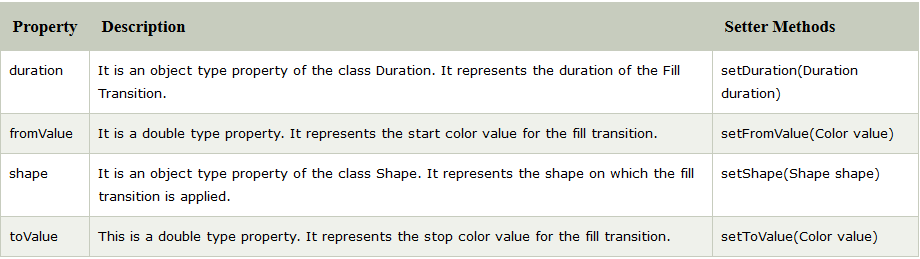 Property Description Setter Methods
duration It is an object type property of the class Duration. It represents the duration of the Fill setDuration(Duration
Transition. duration)
fromValue It is a double type property. It represents the start color value for the fill transition. setFromValue(Color value)
shape It is an object type property of the class Shape. It represents the shape on which the fill setShape(Shape shape)
transition is applied.
toValue This is a double type property. It represents the stop color value for the fill transition. setToValue(Color value)